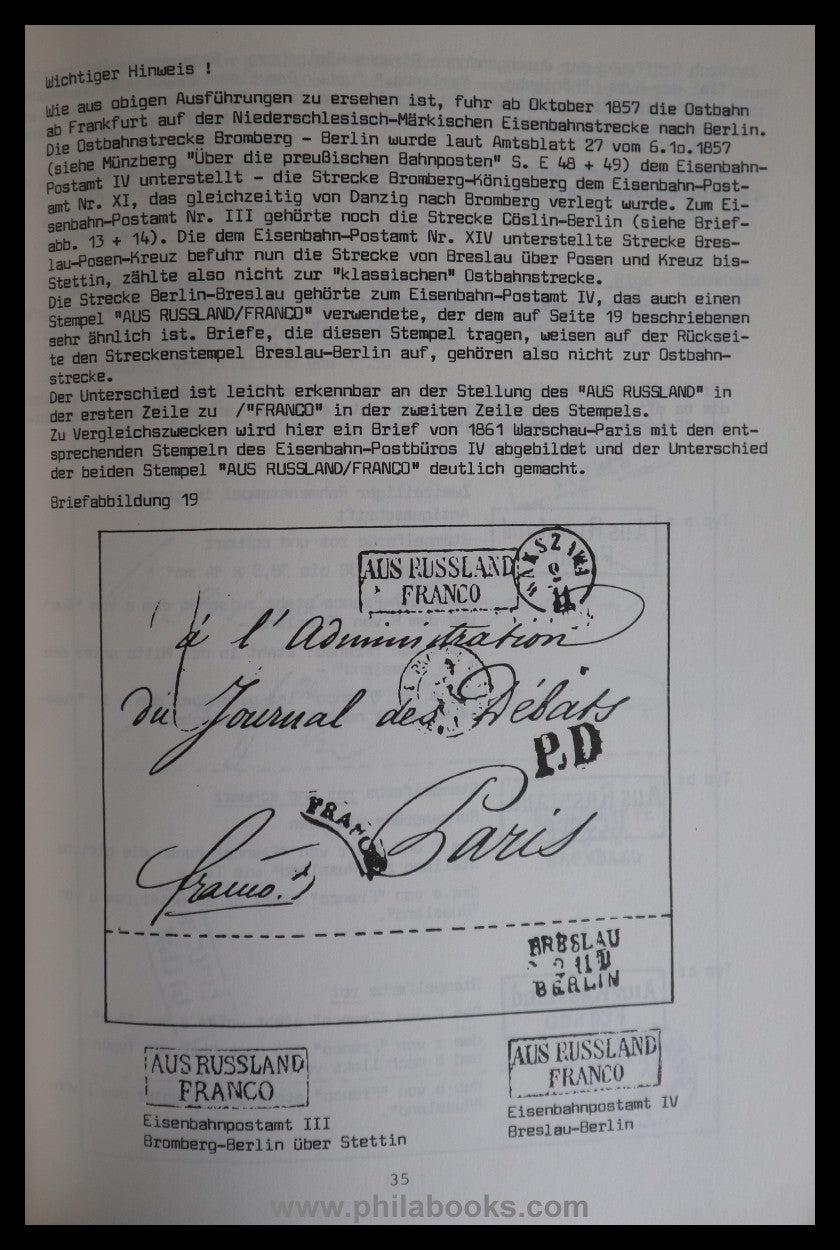 Wichtiger Hinweis !
Wie aus obigen Ausführungen zu ersehen ist, fuhr ab Oktober 1857 die Ostbahn
ab Frankfurt auf der Niederschlesisch-Märkischen Eisenbahnstrecke nach Berlin.
Die Ostbahnstrecke Bromberg - Berlin wurde laut Amtsblatt 27 vom 6.1o.1857
(siehe Münzberg "Über die preußischen Bahnposten" S. E 48 + 49) dem Eisenbahn-
Postamt IV unterstellt - die Strecke Bromberg-Königsberg dem Eisenbahn-Post-
amt Nr. XI, das gleichzeitig von Danzig nach Bromberg verlegt wurde. Zum Ei-
senbahn-Postamt Nr. III gehörte noch die Strecke Cöslin-Berlin (siehe Brief-
abb. 13 + 14). Die dem Eisenbahn-Postamt Nr. XIV unterstellte Strecke Bres-
lau-Posen-Kreuz befuhr nun die Strecke von Breslau über Posen und Kreuz bis-
Stettin, zählte also nicht zur "klassischen" Ostbahnstrecke.
Die Strecke Berlin-Breslau gehörte zum Eisenbahn-Postamt IV, das auch einen
Stempel "AUS RUSSLAND/FRANCO" verwendete, der dem auf Seite 19 beschriebenen
sehr ähnlich ist. Briefe, die diesen Stempel tragen, weisen auf der Rücksei-
te den Streckenstempel Breslau-Berlin auf, gehören also nicht zur Ostbahn-
strecke.
Der Unterschied ist leicht erkennbar an der Stellung des "AUS RUSSLAND" in
der ersten Zeile zu /"FRANCO" in der zweiten Zeile des Stempels.
Zu Vergleichszwecken wird hier ein Brief von 1861 Warschau-Paris mit den ent-
sprechenden Stempeln des Eisenbahn-Postbüros IV abgebildet und der Unterschied
der beiden Stempel "AUS RUSSLAND/FRANCO" deutlich gemacht.
Briefabbildung 19
AUS RUSSLAND
FRANCO
à l'Administration
du Journal des Débats
P.D
FRANCO
Paris
franco.
BRESLAU
11
BERLIN
AUS RUSSLAND
FRANCO
Eisenbahnpostamt III
Bromberg-Berlin über Stettin
AUS RUSSLAND
FRANCO
Eisenbahnpostamt IV
Breslau-Berlin
35
www.philabooks.com